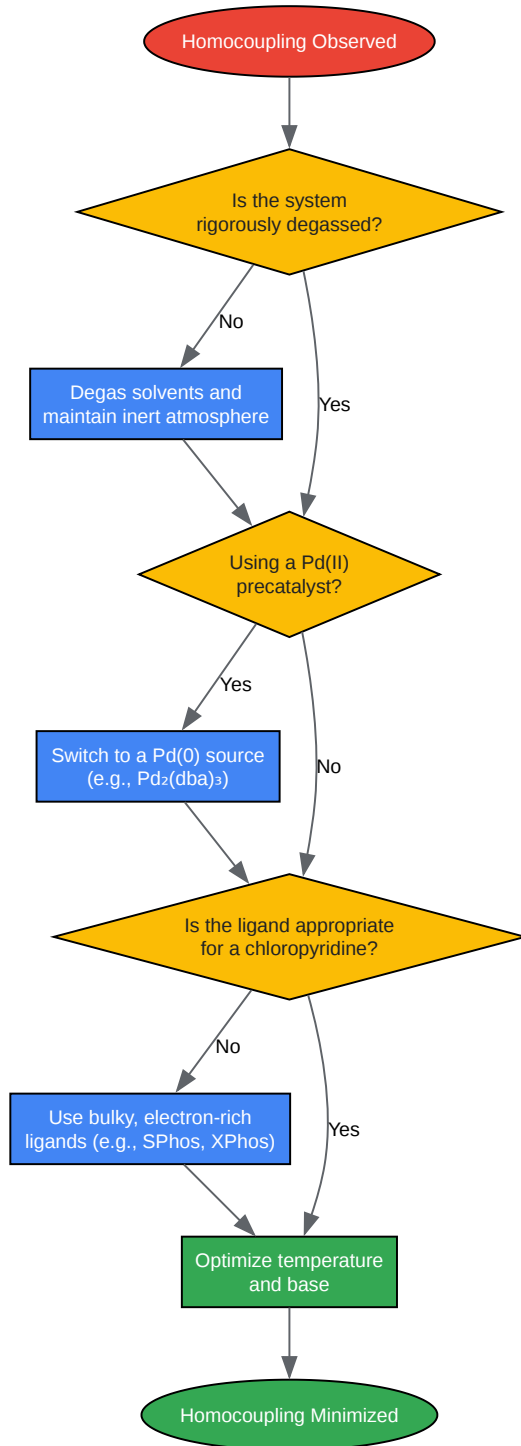 Homocoupling Observed
Is the system
rigorously degassed?
No
Degas solvents and
maintain inert atmosphere
Yes
Using a Pd(II)
precatalyst?
Yes
Switch to a Pd(0) source
(e.g., Pd₂(dba)₃)
No
Is the ligand appropriate
for a chloropyridine?
No
Use bulky, electron-rich
ligands (e.g., SPhos, XPhos)
Yes
Optimize temperature
and base
Homocoupling Minimized